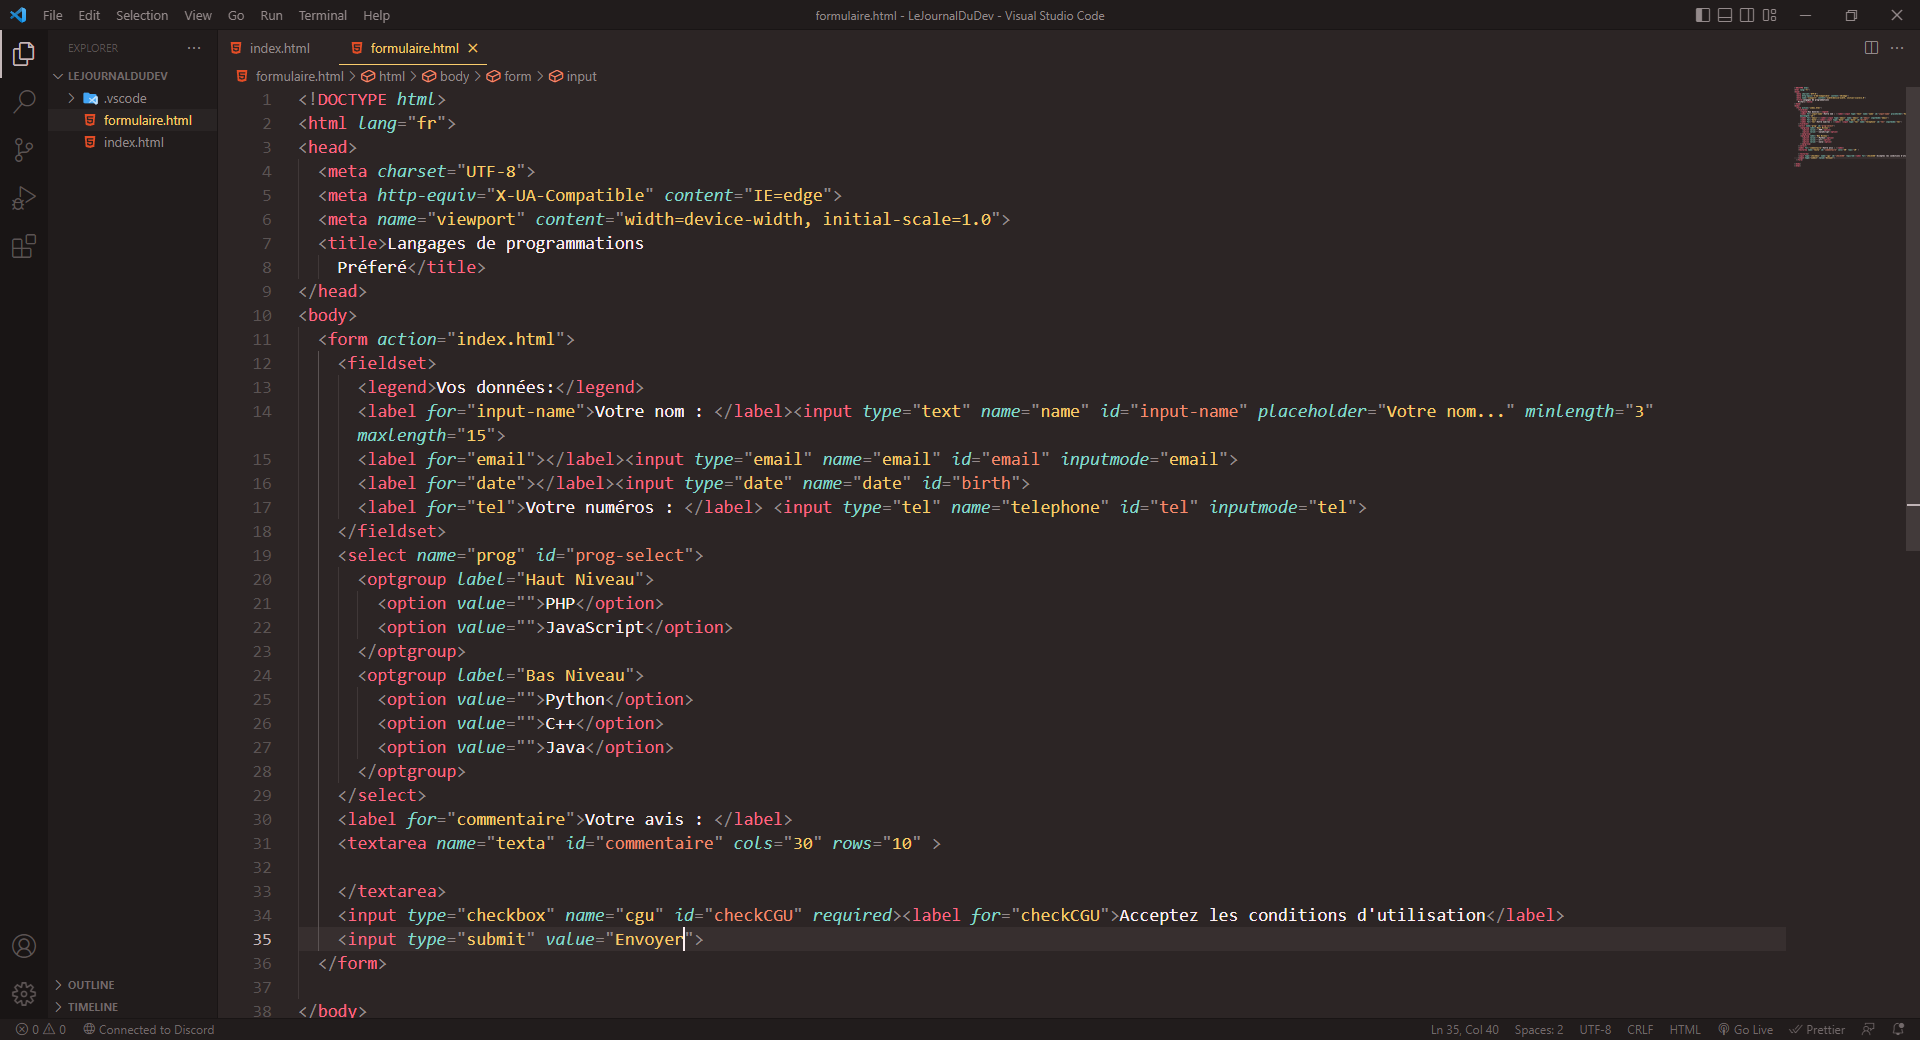 File Edit Selection View Go Run Terminal Help
formulaire.html - LeJournalDuDev - Visual Studio Code
EXPLORER
LEJOURNALDUDEV
.vscode
formulaire.html
index.html
OUTLINE
TIMELINE
index.html formulaire.html
formulaire.html > html > body > form > input
1 <!DOCTYPE html>
2 <html lang="fr">
3 <head>
4 <meta charset="UTF-8">
5 <meta http-equiv="X-UA-Compatible" content="IE=edge">
6 <meta name="viewport" content="width=device-width, initial-scale=1.0">
7 <title>Langages de programmations
8 Préferé</title>
9 </head>
10 <body>
11 <form action="index.html">
12 <fieldset>
13 <legend>Vos données:</legend>
14 <label for="input-name">Votre nom : </label><input type="text" name="name" id="input-name" placeholder="Votre nom..." minlength="3"
maxlength="15">
15 <label for="email"></label><input type="email" name="email" id="email" inputmode="email">
16 <label for="date"></label><input type="date" name="date" id="birth">
17 <label for="tel">Votre numéros : </label> <input type="tel" name="telephone" id="tel" inputmode="tel">
18 </fieldset>
19 <select name="prog" id="prog-select">
20 <optgroup label="Haut Niveau">
21 <option value="">PHP</option>
22 <option value="">JavaScript</option>
23 </optgroup>
24 <optgroup label="Bas Niveau">
25 <option value="">Python</option>
26 <option value="">C++</option>
27 <option value="">Java</option>
28 </optgroup>
29 </select>
30 <label for="commentaire">Votre avis : </label>
31 <textarea name="texta" id="commentaire" cols="30" rows="10" >
32
33 </textarea>
34 <input type="checkbox" name="cgu" id="checkCGU" required><label for="checkCGU">Acceptez les conditions d'utilisation</label>
35 <input type="submit" value="Envoyer">
36 </form>
37
38 </body>
0 0 Connected to Discord
Ln 35, Col 40 Spaces: 2 UTF-8 CRLF HTML Go Live Prettier